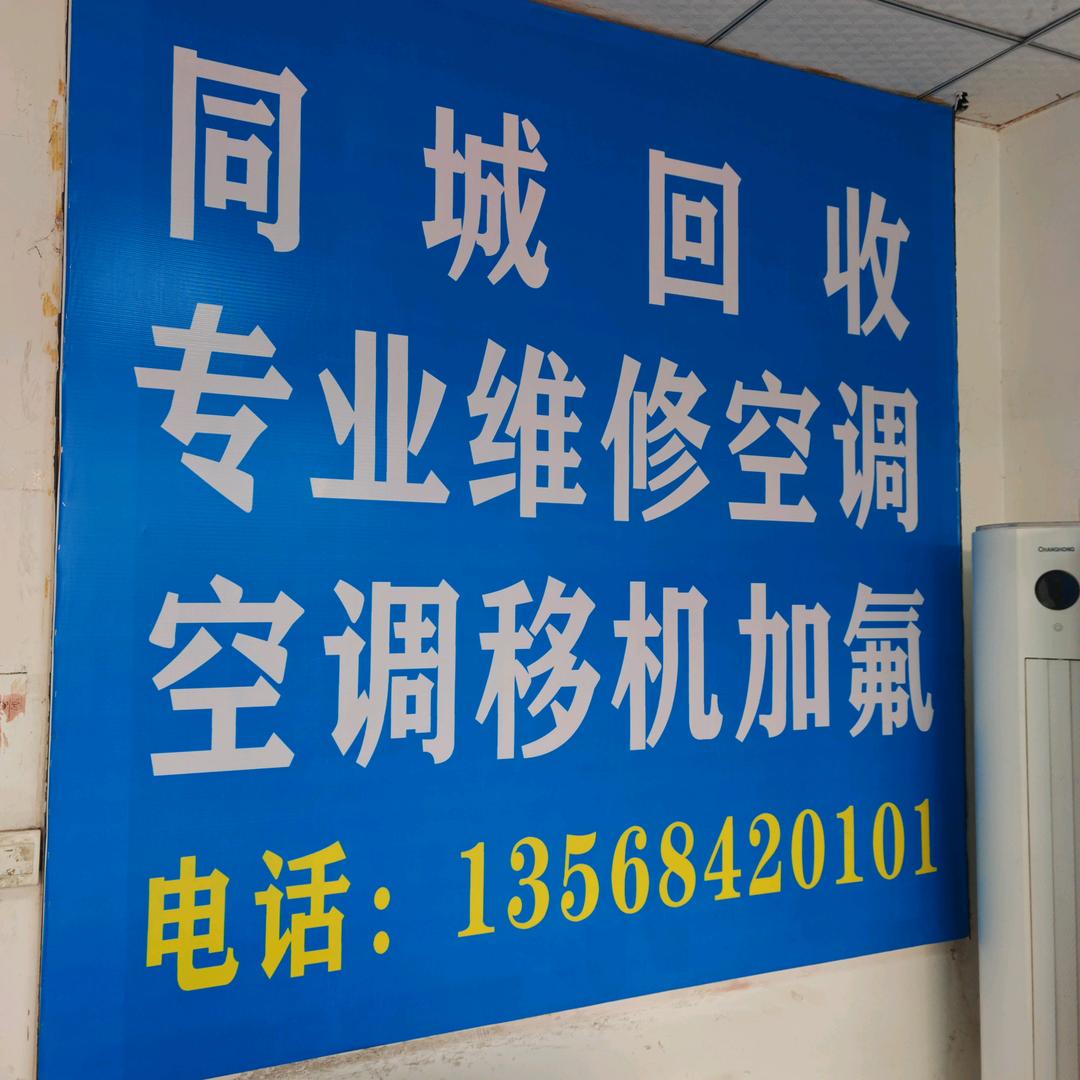 同城回收
专业维修空调
空调移机加氟
电话：13568420101
CHANGHONG